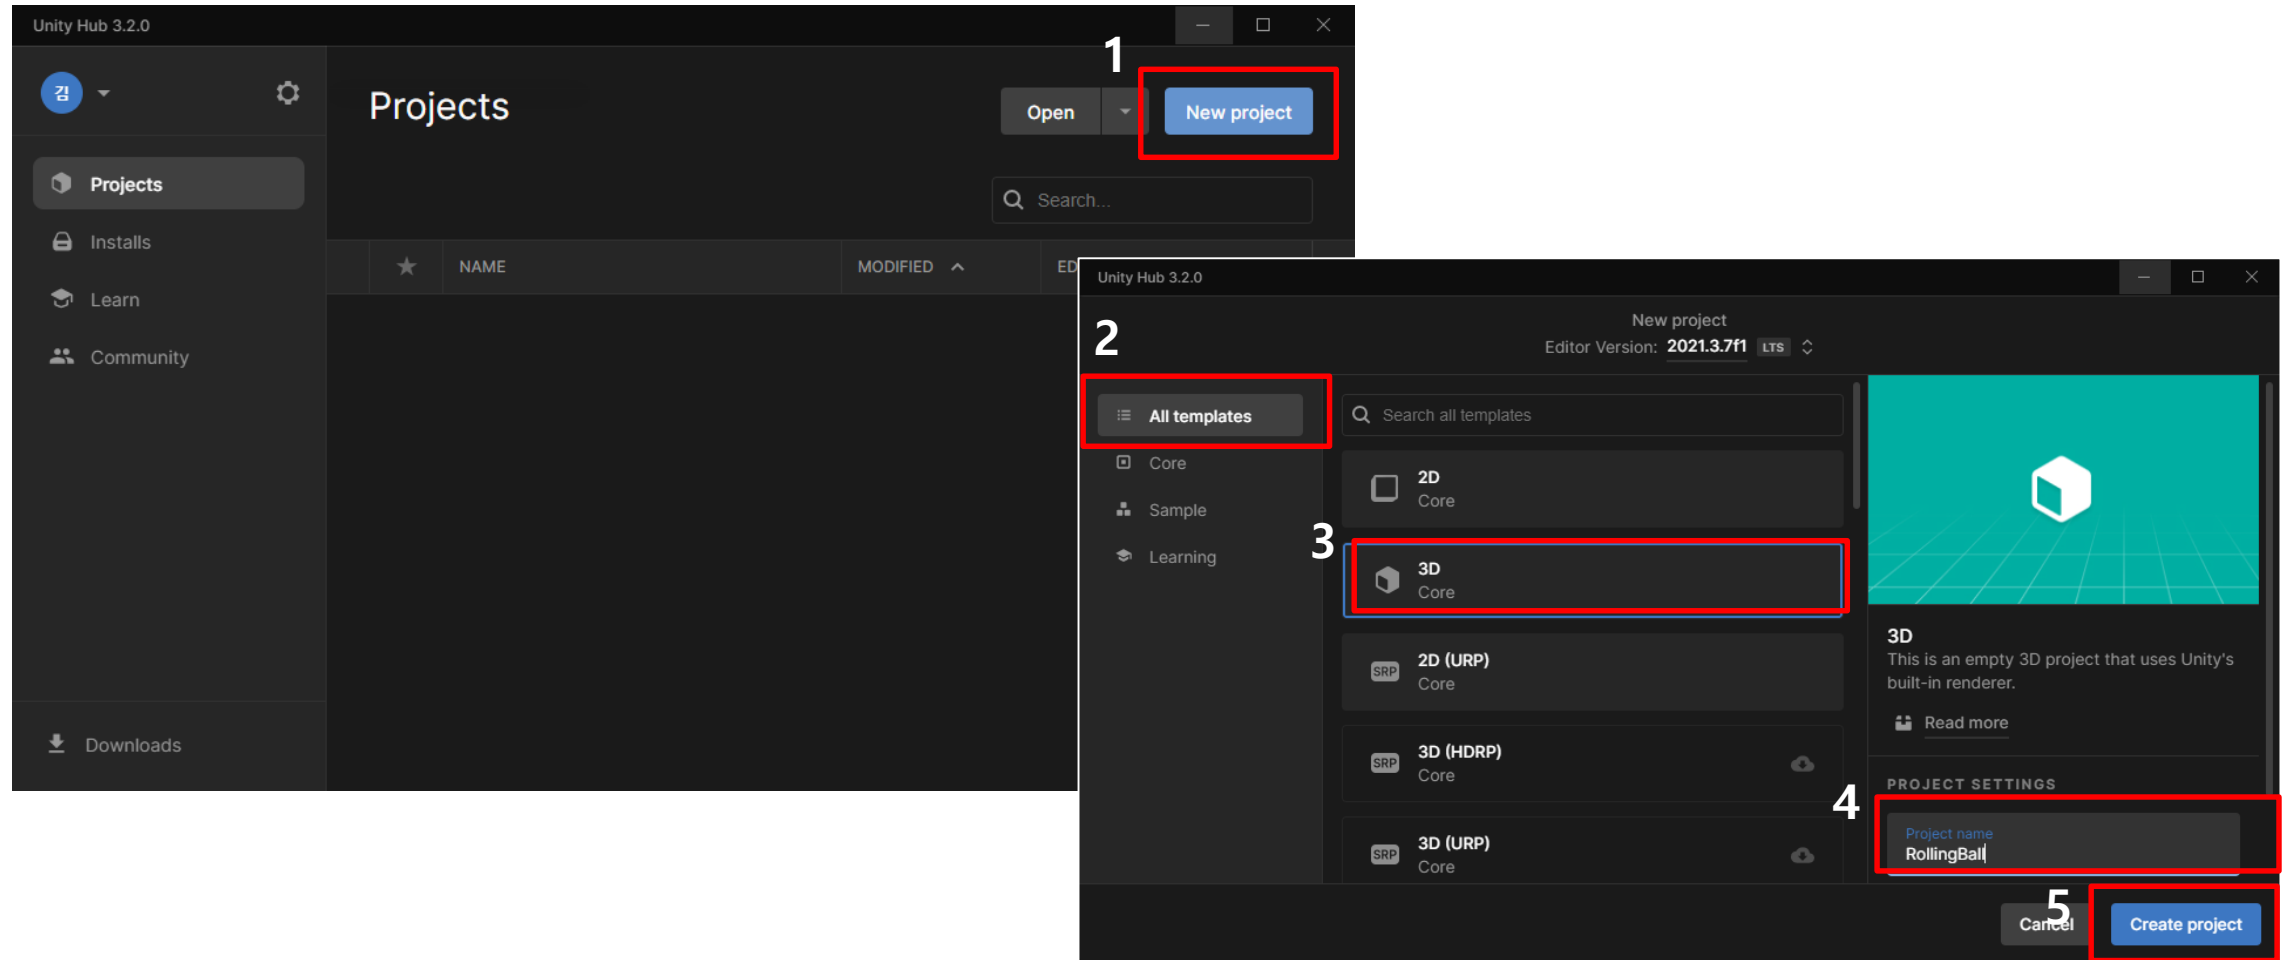 Unity Hub 3.2.0
1
김
Projects
Open
New project
Projects
Search...
Installs
NAME
MODIFIED
ED
Learn
Community
Downloads
Unity Hub 3.2.0
2
New project
Editor Version: 2021.3.7f1 LTS
All templates
Search all templates
Core
Sample
Learning
2D
Core
3
3D
Core
SRP
2D (URP)
Core
SRP
3D (HDRP)
Core
SRP
3D (URP)
Core
3D
This is an empty 3D project that uses Unity's
built-in renderer.
Read more
PROJECT SETTINGS
4
Project name
RollingBall
5
Cancel
Create project